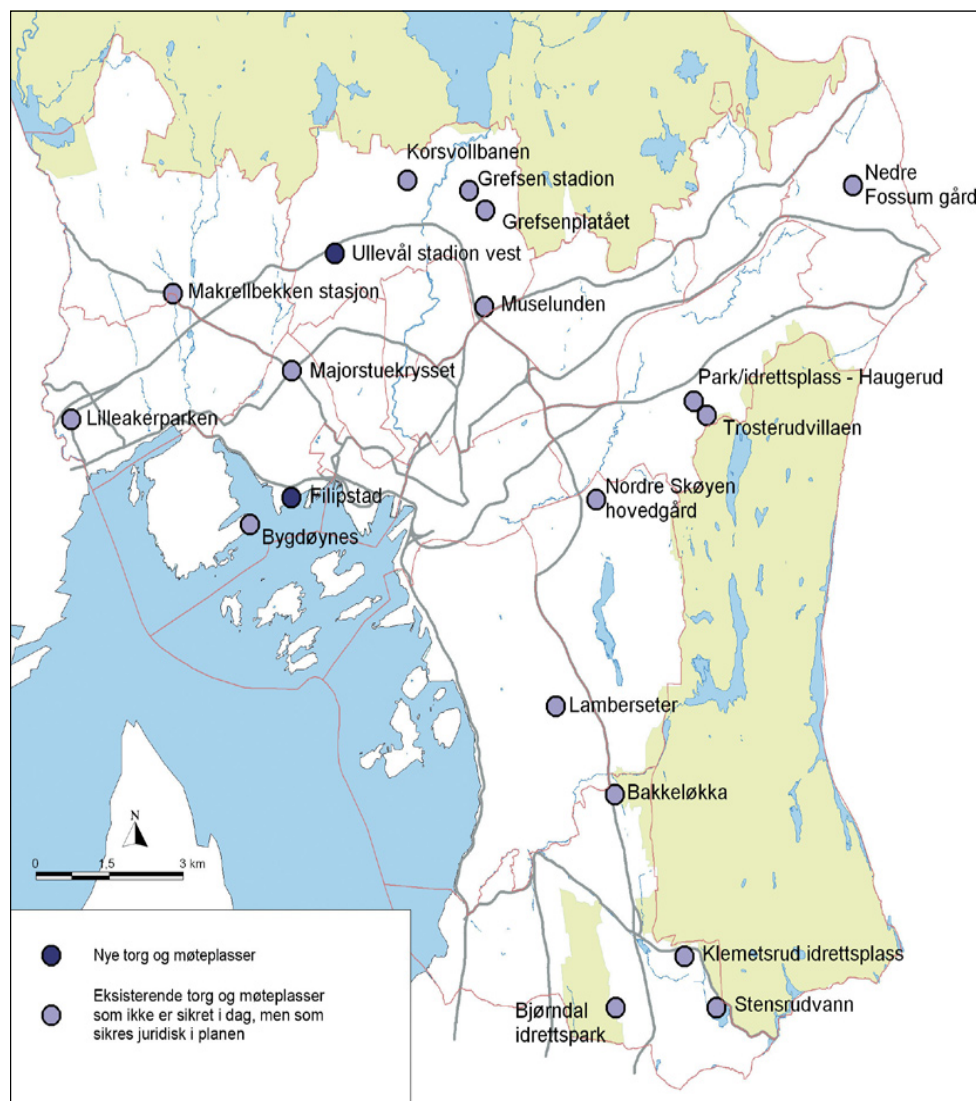 Korsvollbanen
Grefsen stadion
Nedre
Fossum gård
Grefsenplatået
Ullevål stadion vest
Makrellbekken stasjon
Muselunden
Majorstuekrysset
Park/idrettsplass - Haugerud
Lilleakerparken
Trosterudvillaen
Nordre Skøyen
hovedgård
Filipstad
Bygdøynes
Lamberseter
Bakkeløkka
N
0 1,5 3 km
Klemetsrud idrettsplass
Nye torg og møteplasser
Bjørndal
idrettspark
Stensrudvann
Eksisterende torg og møteplasser
som ikke er sikret i dag, men som
sikres juridisk i planen